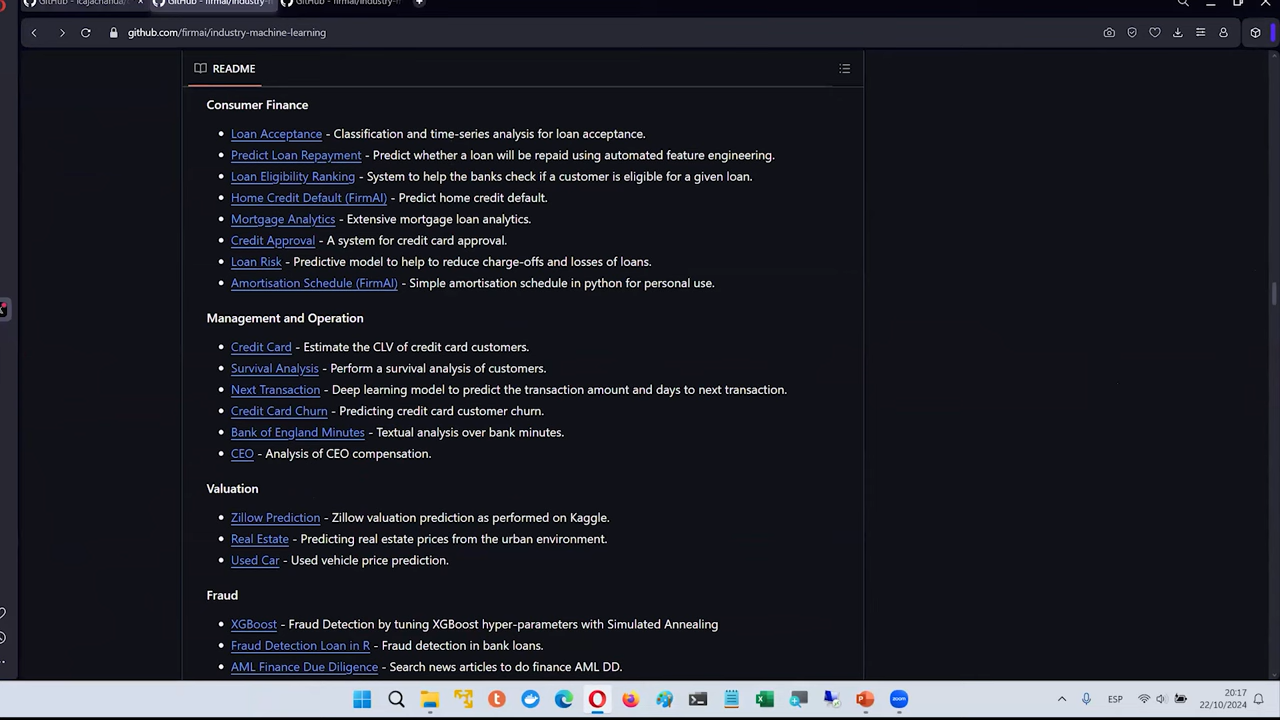 GitHub - firmai/industry-
github.com/firmai/industry-machine-learning
README
Consumer Finance
Loan Acceptance - Classification and time-series analysis for loan acceptance.
Predict Loan Repayment - Predict whether a loan will be repaid using automated feature engineering.
Loan Eligibility Ranking - System to help the banks check if a customer is eligible for a given loan.
Home Credit Default (FirmAI) - Predict home credit default.
Mortgage Analytics - Extensive mortgage loan analytics.
Credit Approval - A system for credit card approval.
Loan Risk - Predictive model to help to reduce charge-offs and losses of loans.
Amortisation Schedule (FirmAI) - Simple amortisation schedule in python for personal use.
Management and Operation
Credit Card - Estimate the CLV of credit card customers.
Survival Analysis - Perform a survival analysis of customers.
Next Transaction - Deep learning model to predict the transaction amount and days to next transaction.
Credit Card Churn - Predicting credit card customer churn.
Bank of England Minutes - Textual analysis over bank minutes.
CEO - Analysis of CEO compensation.
Valuation
Zillow Prediction - Zillow valuation prediction as performed on Kaggle.
Real Estate - Predicting real estate prices from the urban environment.
Used Car - Used vehicle price prediction.
Fraud
XGBoost - Fraud Detection by tuning XGBoost hyper-parameters with Simulated Annealing
Fraud Detection Loan in R - Fraud detection in bank loans.
AML Finance Due Diligence - Search news articles to do finance AML DD.
zoom
ESP
20:17
22/10/2024